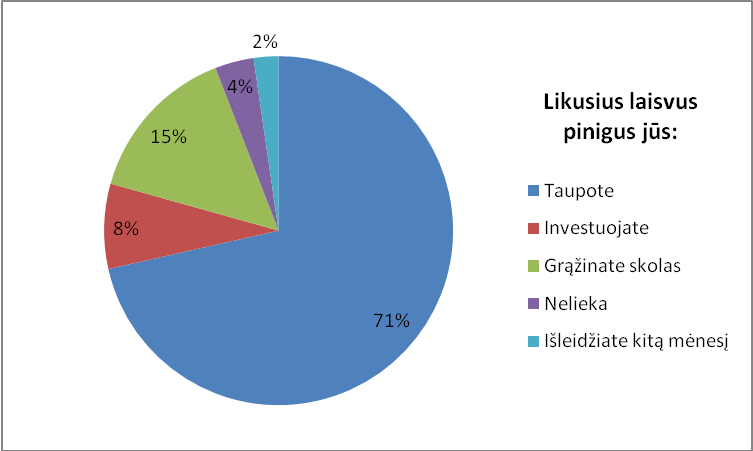 2%
4%
15%
8%
71%
Likusius laisvus
pinigus jūs:
Taupote
Investuojate
Grąžinate skolas
Nelieka
Išleidžiate kitą mėnesį